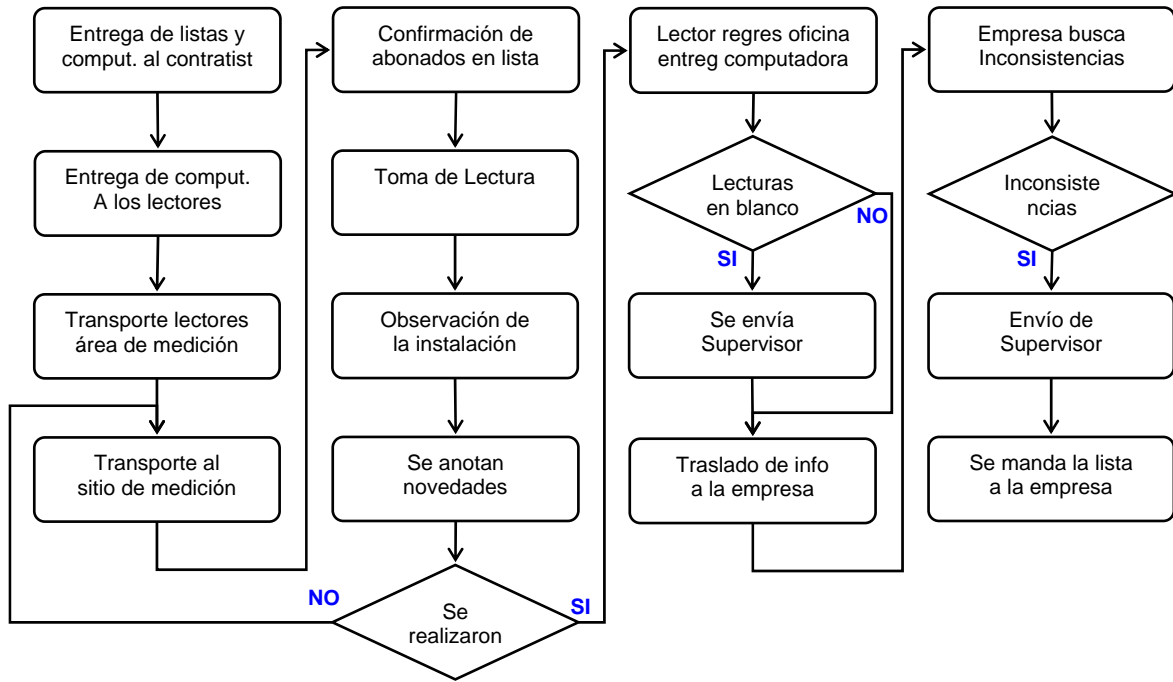 Entrega de listas y
comput. al contratist
Entrega de comput.
A los lectores
Transporte lectores
área de medición
Transporte al
sitio de medición
Confirmación de
abonados en lista
Toma de Lectura
Observación de
la instalación
Se anotan
novedades
NO
Se
realizaron
SI
Lector regres oficina
entreg computadora
Lecturas
en blanco
NO
SI
Se envía
Supervisor
Traslado de info
a la empresa
Empresa busca
Inconsistencias
Inconsiste
ncias
SI
Envío de
Supervisor
Se manda la lista
a la empresa